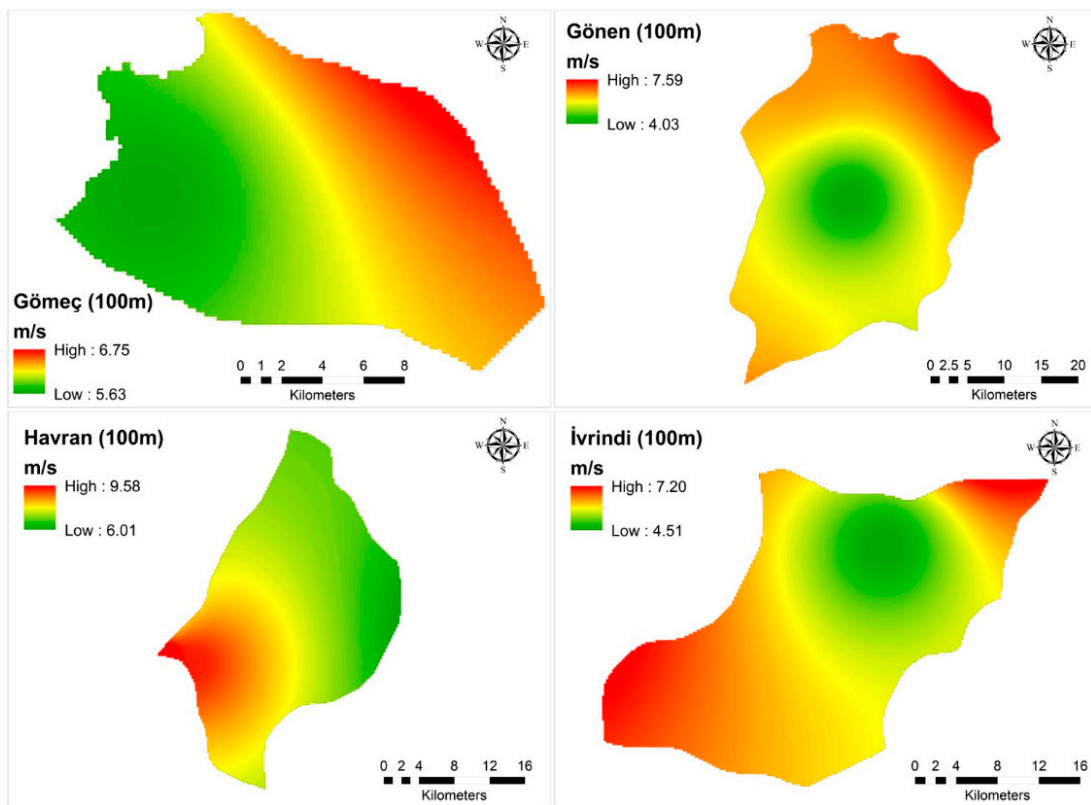 N
W E
S
Gömeç (100m)
m/s
High : 6.75
Low : 5.63
0 1 2 4 6 8
Kilometers
N
W E
S
Gönen (100m)
m/s
High : 7.59
Low : 4.03
0 2.5 5 10 15 20
Kilometers
N
W E
S
Havran (100m)
m/s
High : 9.58
Low : 6.01
0 2 4 8 12 16
Kilometers
N
W E
S
İvrindi (100m)
m/s
High : 7.20
Low : 4.51
0 2 4 8 12 16
Kilometers